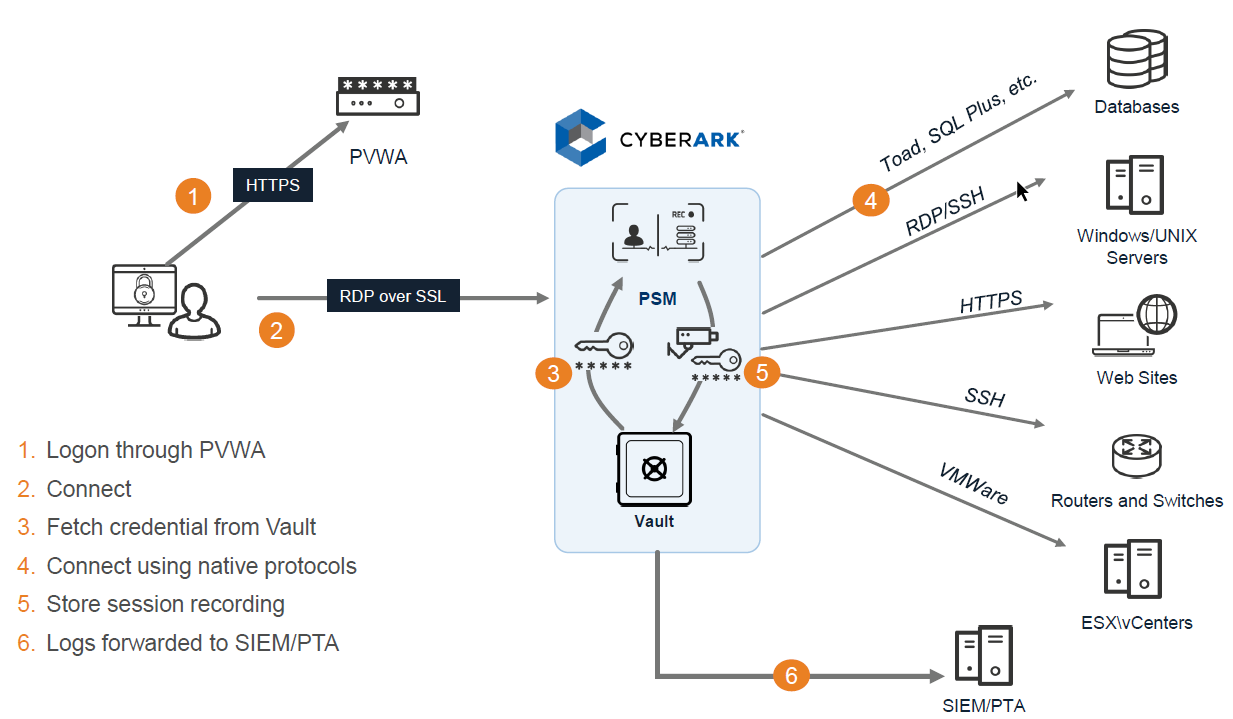 * * * * *
PVWA
HTTPS
1
RDP over SSL
2
CYBERARK®
REC
PSM
* * * * *
3
* * * * *
5
Vault
Toad, SQL Plus, etc.
4
Databases
RDP/SSH
Windows/UNIX
Servers
HTTPS
Web Sites
SSH
Routers and Switches
VMWare
ESX\vCenters
6
SIEM/PTA
1. Logon through PVWA
2. Connect
3. Fetch credential from Vault
4. Connect using native protocols
5. Store session recording
6. Logs forwarded to SIEM/PTA